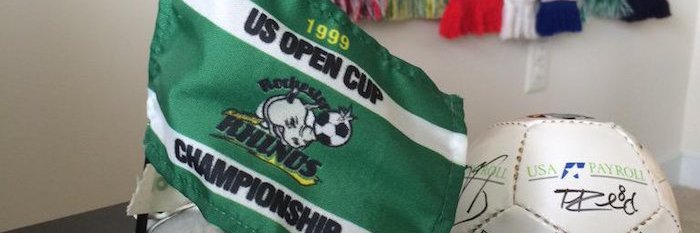 1999
US OPEN CUP
Rochester
RHINOS
CHAMPIONSHIP
USA PAYROLL